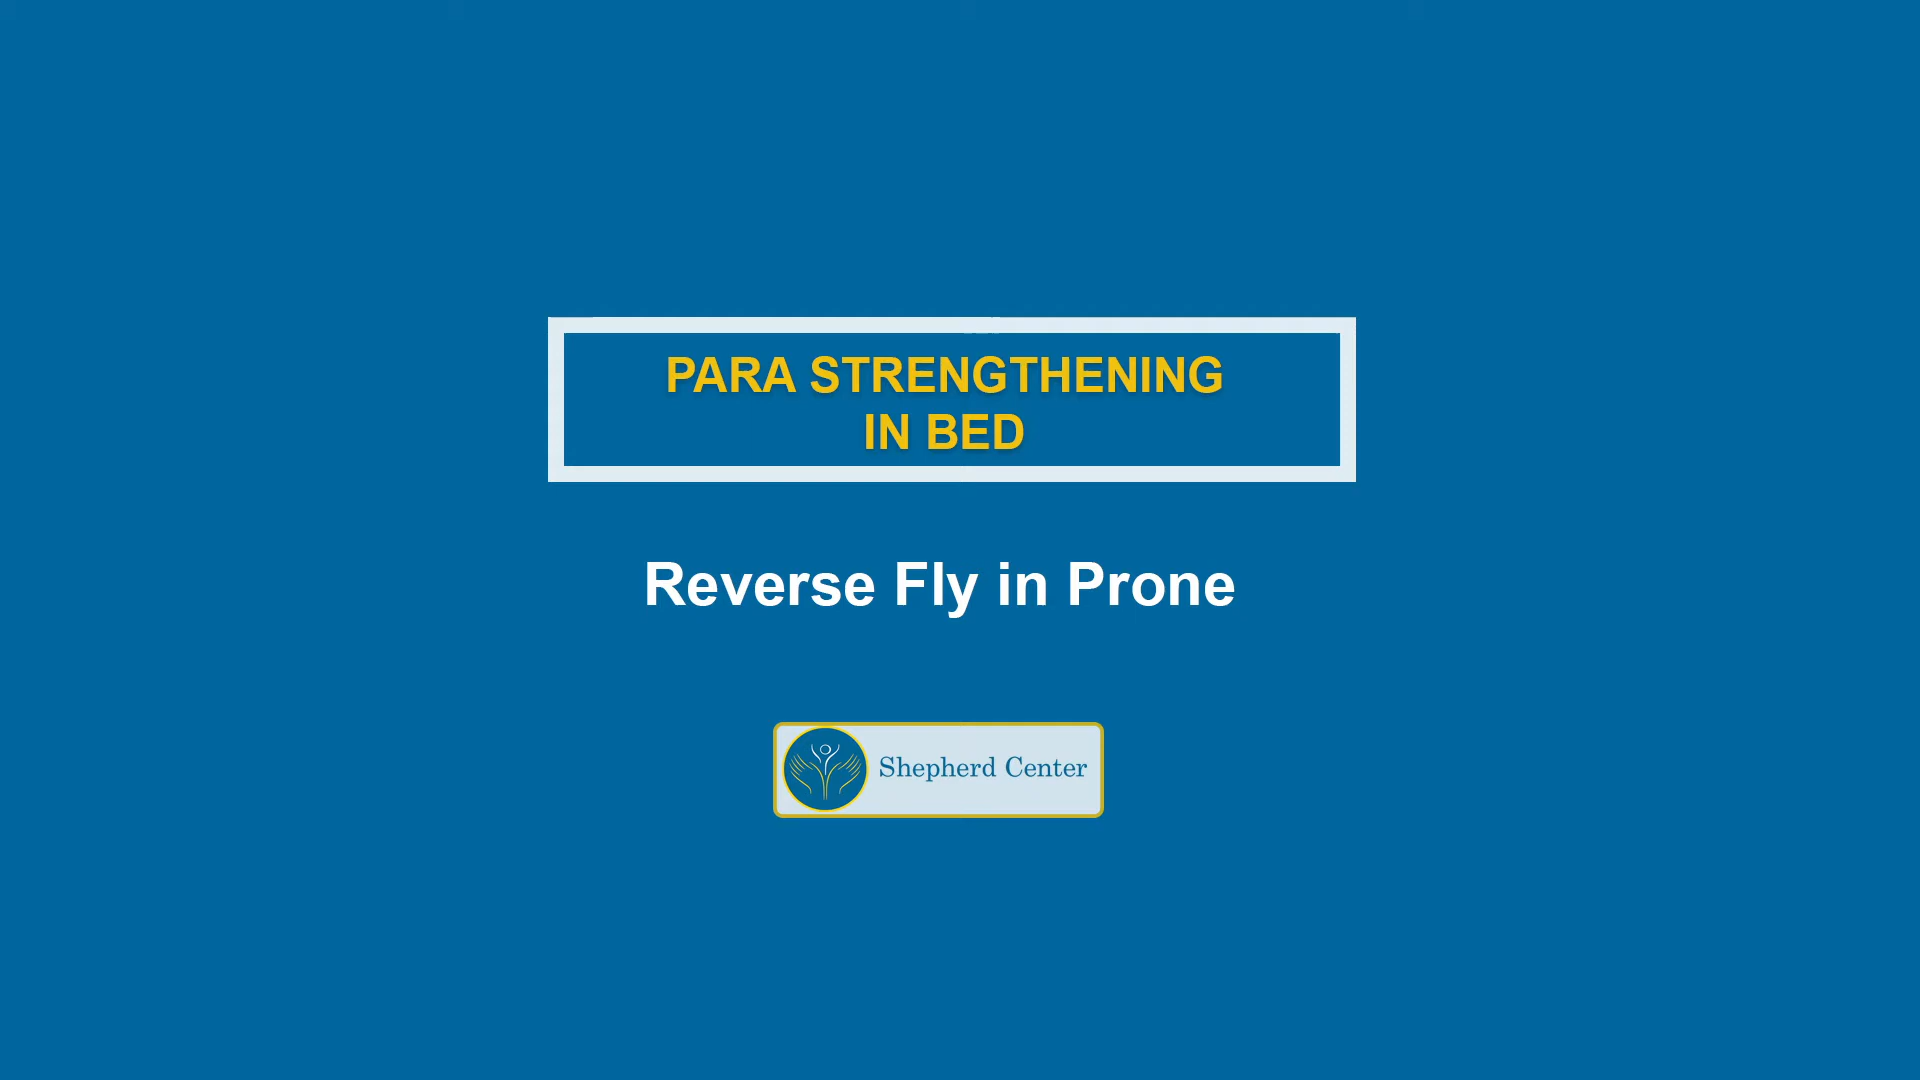 PARA STRENGTHENING
IN BED
Reverse Fly in Prone
Shepherd Center